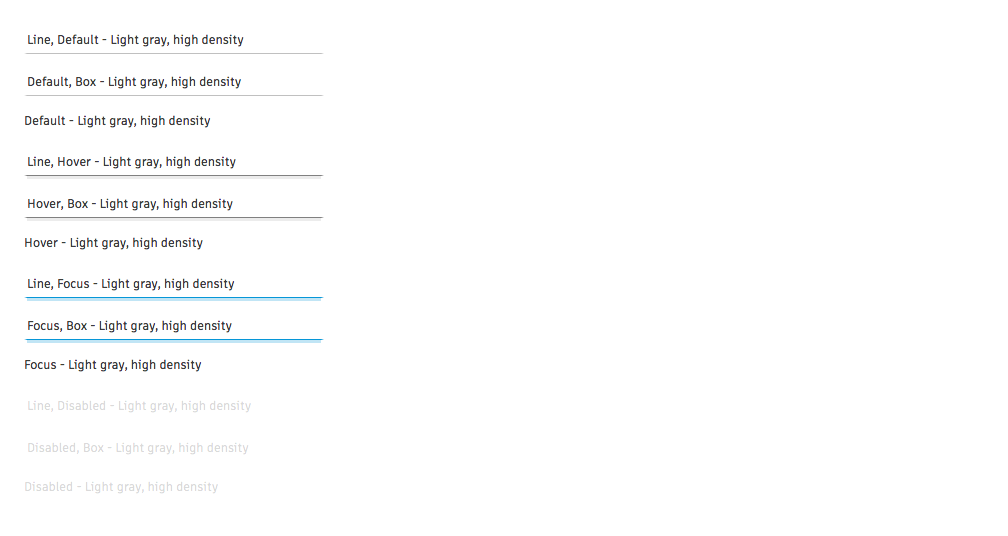 Line, Default - Light gray, high density
Default, Box - Light gray, high density
Default - Light gray, high density
Line, Hover - Light gray, high density
Hover, Box - Light gray, high density
Hover - Light gray, high density
Line, Focus - Light gray, high density
Focus, Box - Light gray, high density
Focus - Light gray, high density
Line, Disabled - Light gray, high density
Disabled, Box - Light gray, high density
Disabled - Light gray, high density